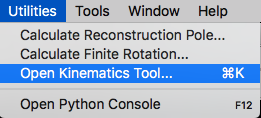 Utilities Tools Window Help
Calculate Reconstruction Pole...
Calculate Finite Rotation...
Open Kinematics Tool... ⌘K
Open Python Console F12